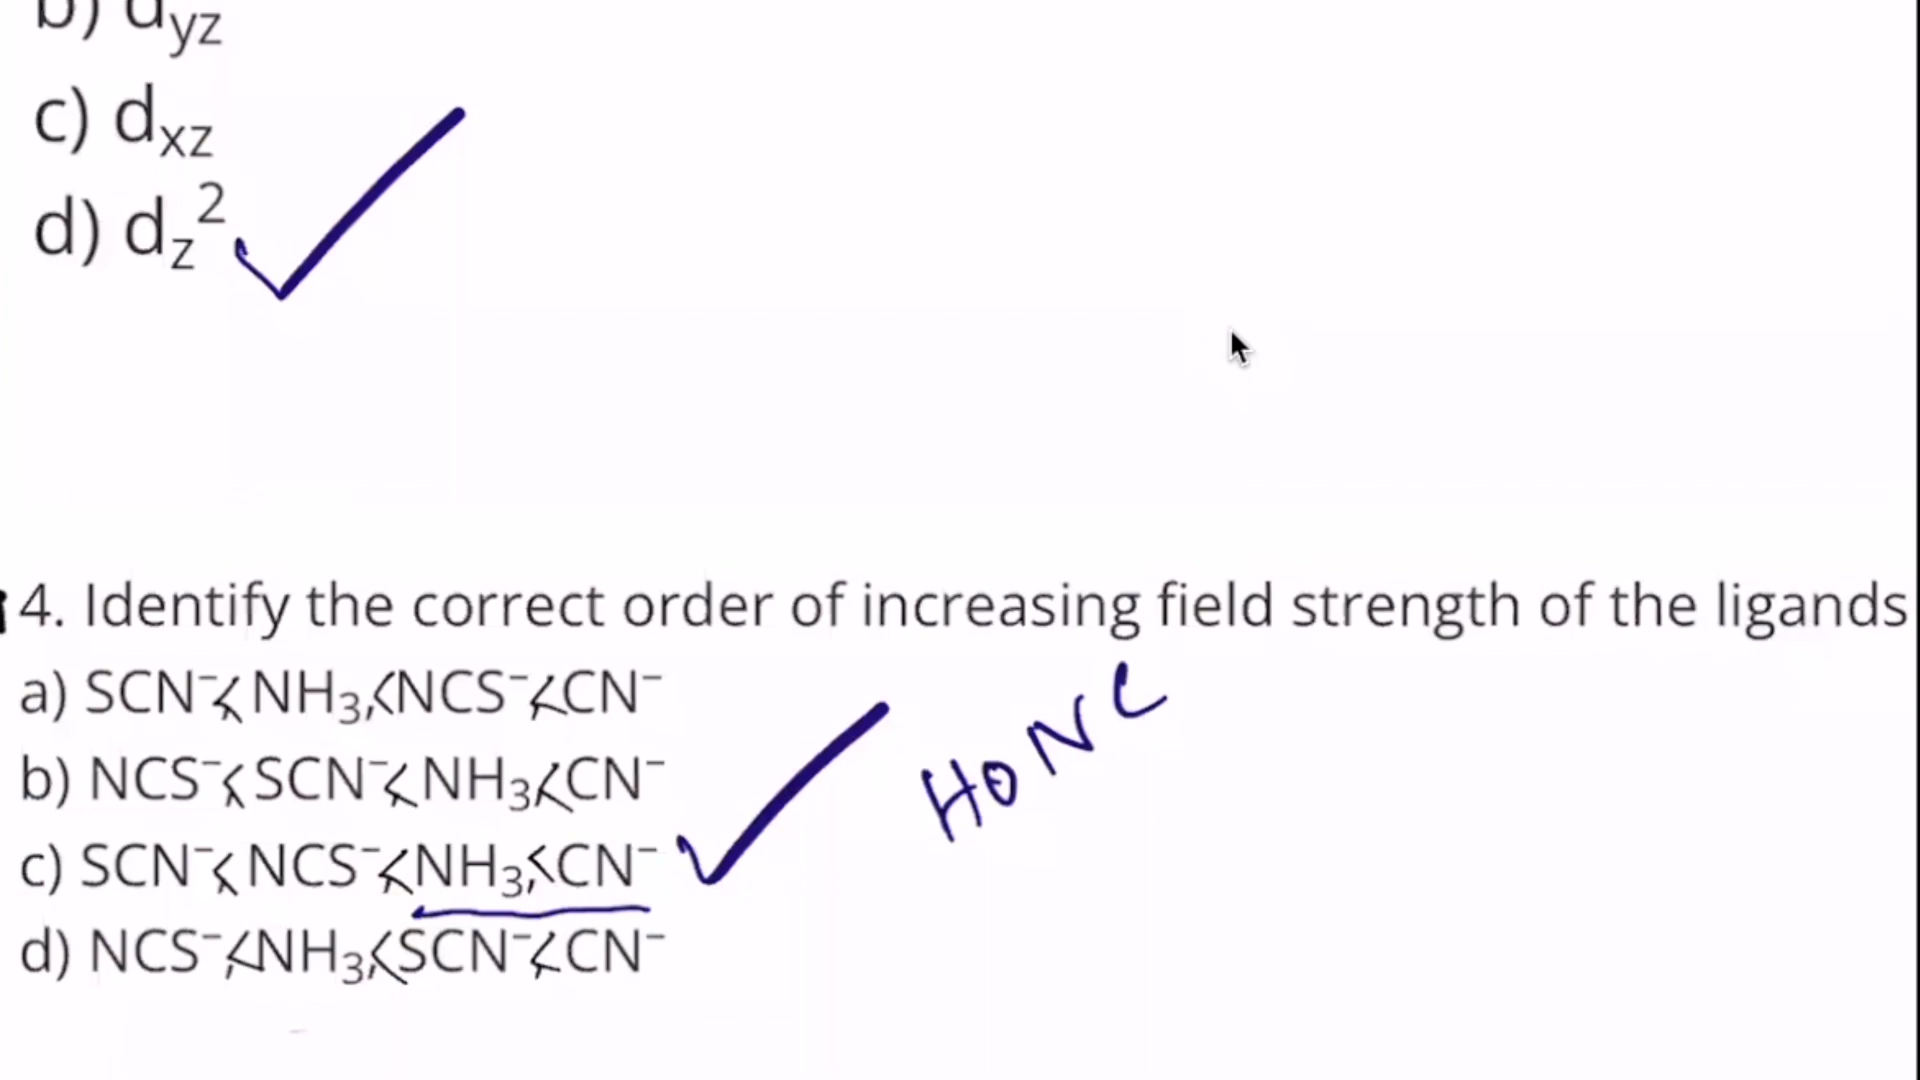 b) dyz
c) dxz
d) dz²
4. Identify the correct order of increasing field strength of the ligands
a) SCN⁻<NH₃,<NCS⁻<CN⁻
HONC
b) NCS⁻<SCN⁻<NH₃<CN⁻
c) SCN⁻<NCS⁻<NH₃,<CN⁻
d) NCS⁻,<NH₃,<SCN⁻<CN⁻